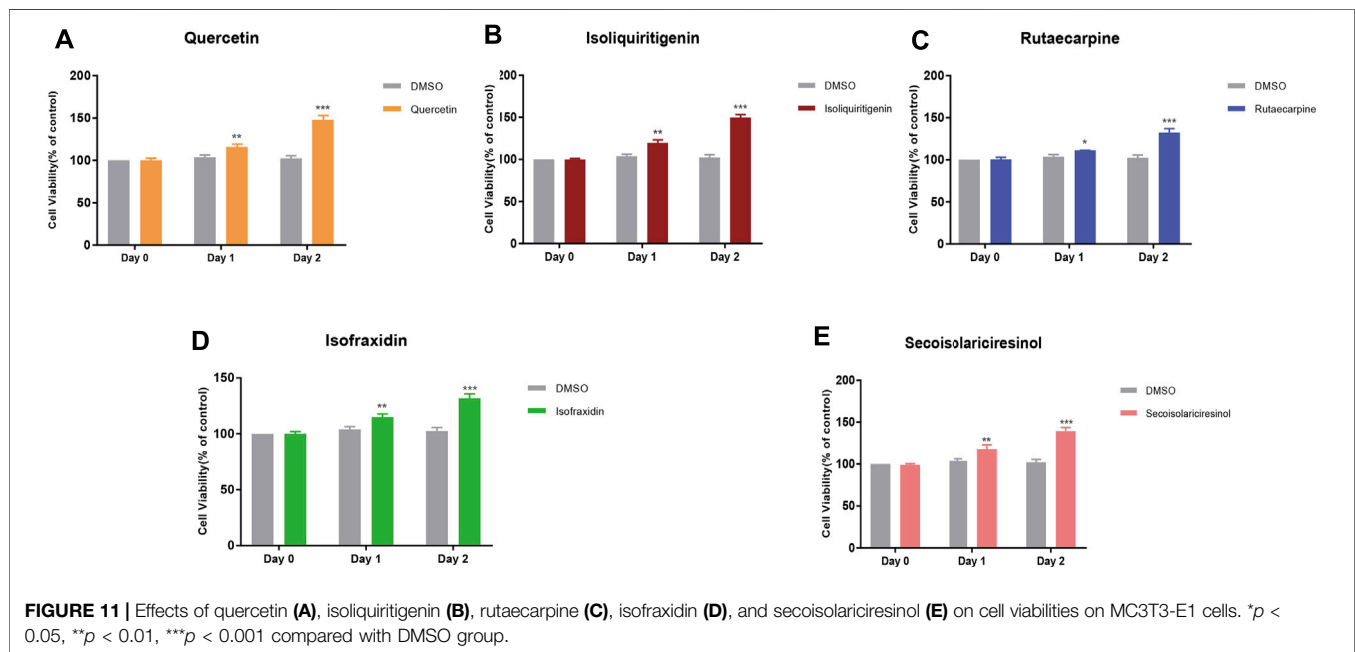 A
Quercetin
Cell Viability(% of control)
200
150
100
50
0
**
***
Day 0
Day 1
Day 2
DMSO
Quercetin
B
Isoliquiritigenin
Cell Viability(% of control)
200
150
100
50
0
**
***
Day 0
Day 1
Day 2
DMSO
Isoliquiritigenin
C
Rutaecarpine
Cell Viability(% of control)
200
150
100
50
0
*
***
Day 0
Day 1
Day 2
DMSO
Rutaecarpine
D
Isofraxidin
Cell Viability(% of control)
150
100
50
0
**
***
Day 0
Day 1
Day 2
DMSO
Isofraxidin
E
Secoisolariciresinol
Cell Viability(% of control)
200
150
100
50
0
**
***
Day 0
Day 1
Day 2
DMSO
Secoisolariciresinol
FIGURE 11 | Effects of quercetin (A), isoliquiritigenin (B), rutaecarpine (C), isofraxidin (D), and secoisolariciresinol (E) on cell viabilities on MC3T3-E1 cells. *p <
0.05, **p < 0.01, ***p < 0.001 compared with DMSO group.